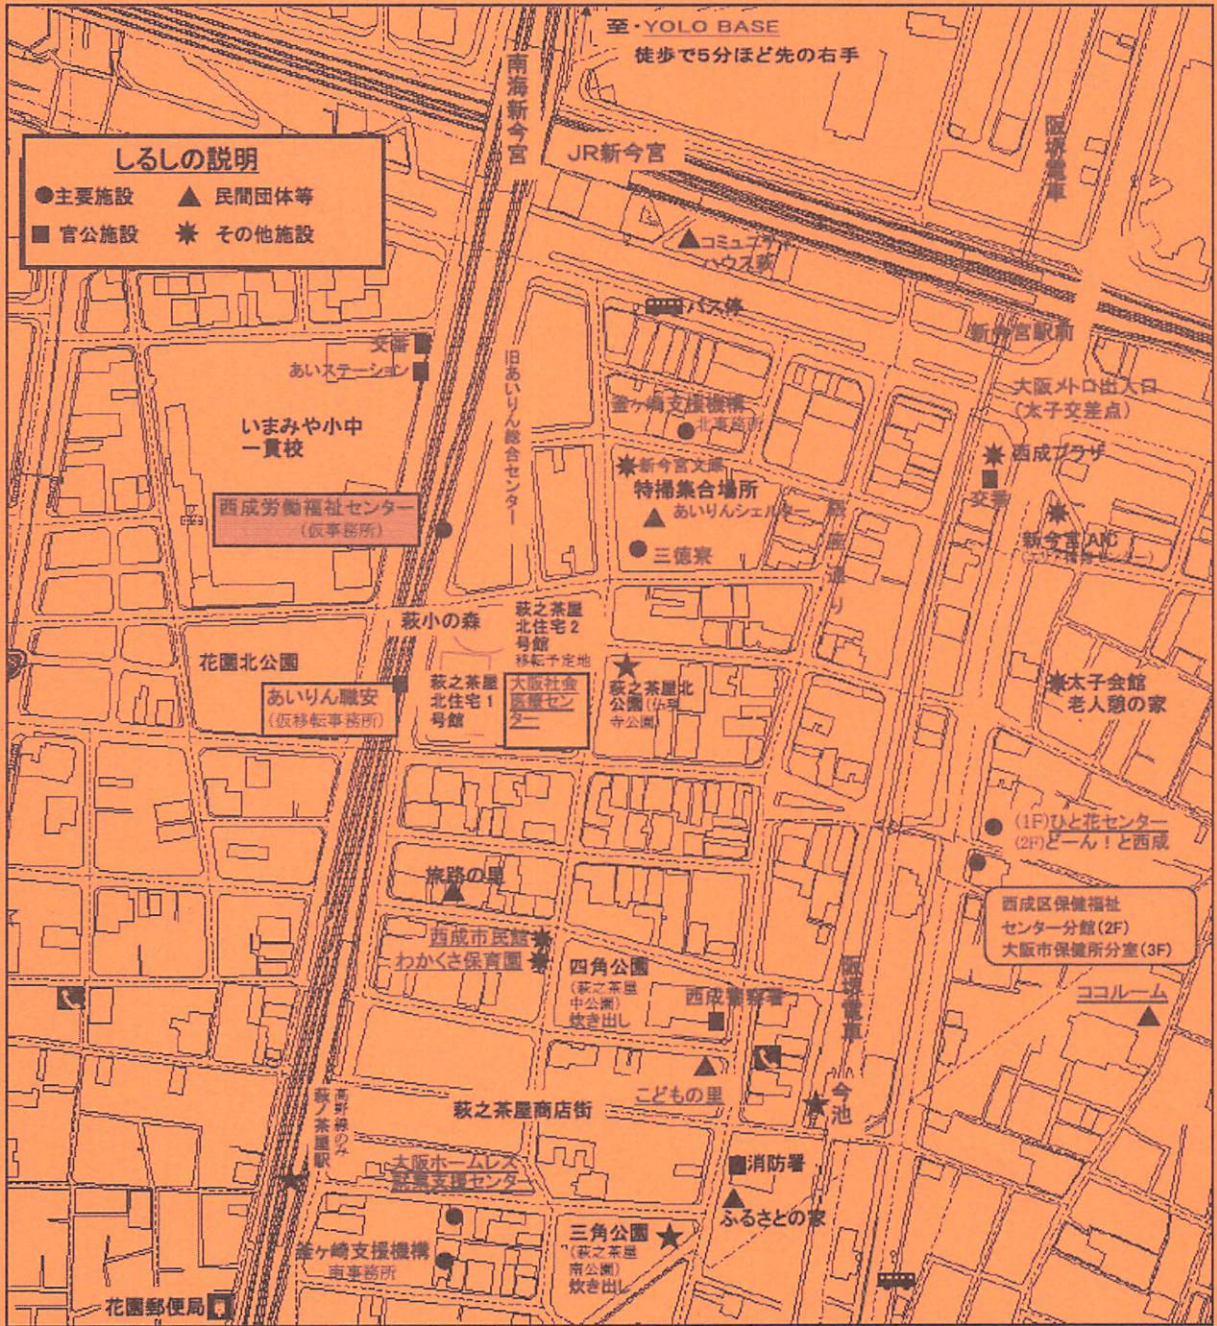 至・YOLO BASE
徒歩で5分ほど先の右手
南海新今宮
JR新今宮
阪堺電車
しるしの説明
●主要施設 ▲ 民間団体等
■ 官公施設 ✷ その他施設
コミュニティ
ハウス萩
バス停
新今宮駅前
交番
あいステーション
旧あいりん総合センター
大阪メトロ出入口
(太子交差点)
いまみや小中
一貫校
釜ヶ崎支援機構
北事務所
新今宮文庫
特掃集合場所
あいりんシェルター
三徳寮
西成プラザ
交番
新今宮AIC
西成労働福祉センター
(仮事務所)
銀座通り
萩小の森
萩之茶屋
北住宅2
号館
移転予定地
花園北公園
あいりん職安
(仮移転事務所)
萩之茶屋
北住宅1
号館
大阪社会
医療セン
ター
萩之茶屋北
公園(仏現
寺公園)
太子会館
老人憩の家
(1F)ひと花センター
(2F)どーん!と西成
西成区保健福祉
センター分館(2F)
大阪市保健所分室(3F)
旅路の里
西成市民館
わかくさ保育園
四角公園
(萩之茶屋
中公園)
炊き出し
西成警察署
阪堺電車
ココルーム
こどもの里
今池
萩之茶屋商店街
高野線のみ
萩ノ茶屋駅
大阪ホームレス
就業支援センター
消防署
ふるさとの家
三角公園
(萩之茶屋
南公園)
炊き出し
釜ヶ崎支援機構
南事務所
花園郵便局